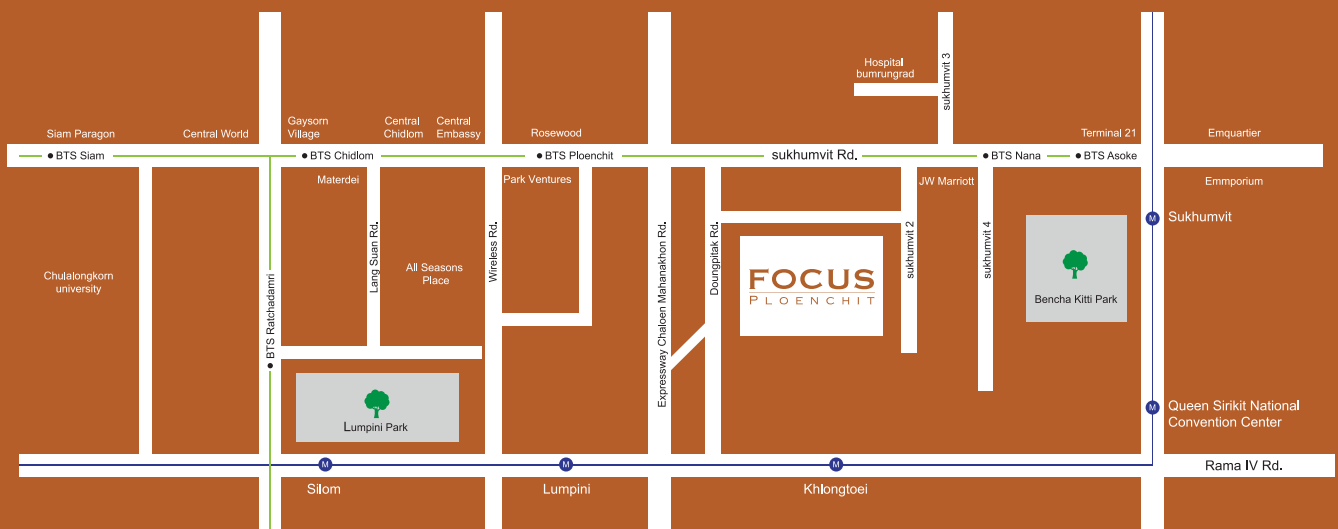 Hospital
bumrungrad
sukhumvit 3
Siam Paragon
Central World
Gaysorn
Village
Central
Chidlom
Central
Embassy
Rosewood
Terminal 21
Emquartier
BTS Siam
BTS Chidlom
BTS Ploenchit
sukhumvit Rd.
BTS Nana
BTS Asoke
Materdei
Park Ventures
JW Marriott
Emmporium
Chulalongkorn
university
BTS Ratchadamri
Lang Suan Rd.
All Seasons
Place
Wireless Rd.
Expressway Chaloen Mahanakhon Rd.
Doungpitak Rd.
FOCUS
PLOENCHIT
sukhumvit 2
sukhumvit 4
Bencha Kitti Park
M
Sukhumvit
Lumpini Park
M
Queen Sirikit National
Convention Center
M
M
M
Rama IV Rd.
Silom
Lumpini
Khlongtoei